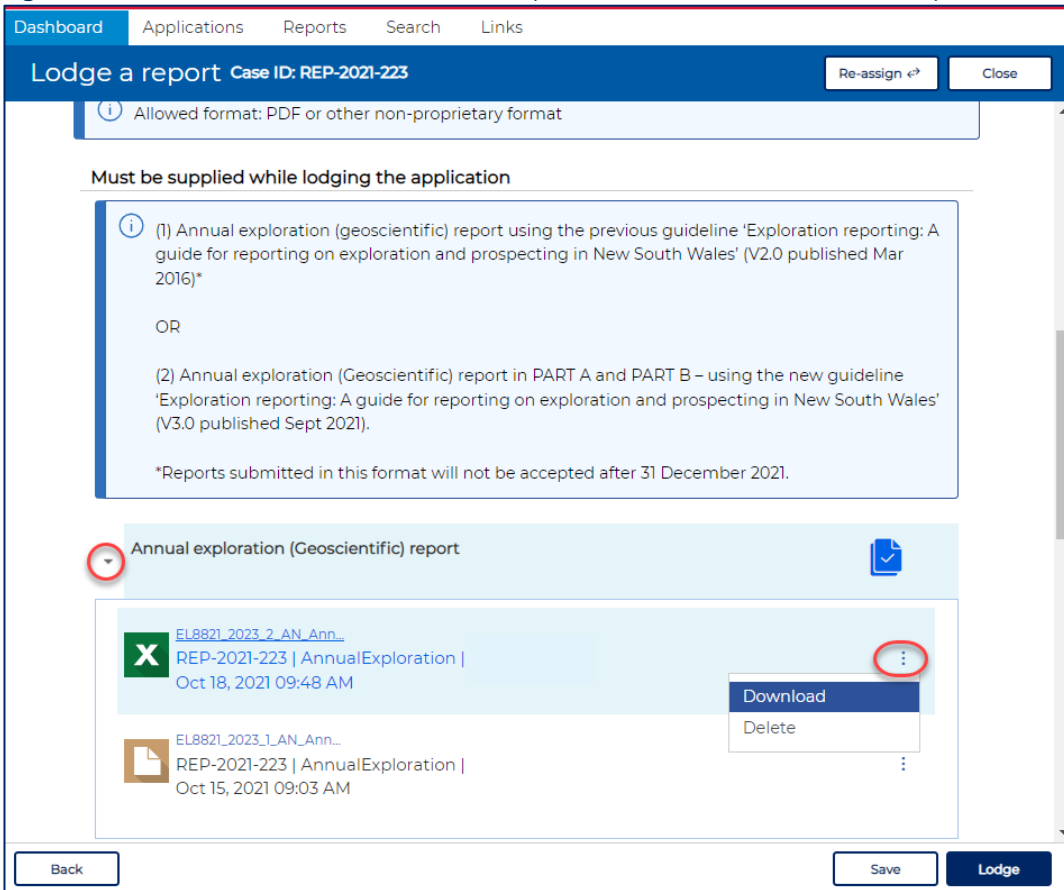 Dashboard Applications Reports Search Links
Lodge a report Case ID: REP-2021-223 Re-assign Close
Allowed format: PDF or other non-proprietary format
Must be supplied while lodging the application
(1) Annual exploration (geoscientific) report using the previous guideline ‘Exploration reporting: A
guide for reporting on exploration and prospecting in New South Wales’ (V2.0 published Mar
2016)*
OR
(2) Annual exploration (Geoscientific) report in PART A and PART B – using the new guideline
‘Exploration reporting: A guide for reporting on exploration and prospecting in New South Wales’
(V3.0 published Sept 2021).
*Reports submitted in this format will not be accepted after 31 December 2021.
Annual exploration (Geoscientific) report
EL8821_2023_2_AN_Ann...
REP-2021-223 | AnnualExploration |
Oct 18, 2021 09:48 AM
Download
Delete
EL8821_2023_1_AN_Ann...
REP-2021-223 | AnnualExploration |
Oct 15, 2021 09:03 AM
Back Save Lodge